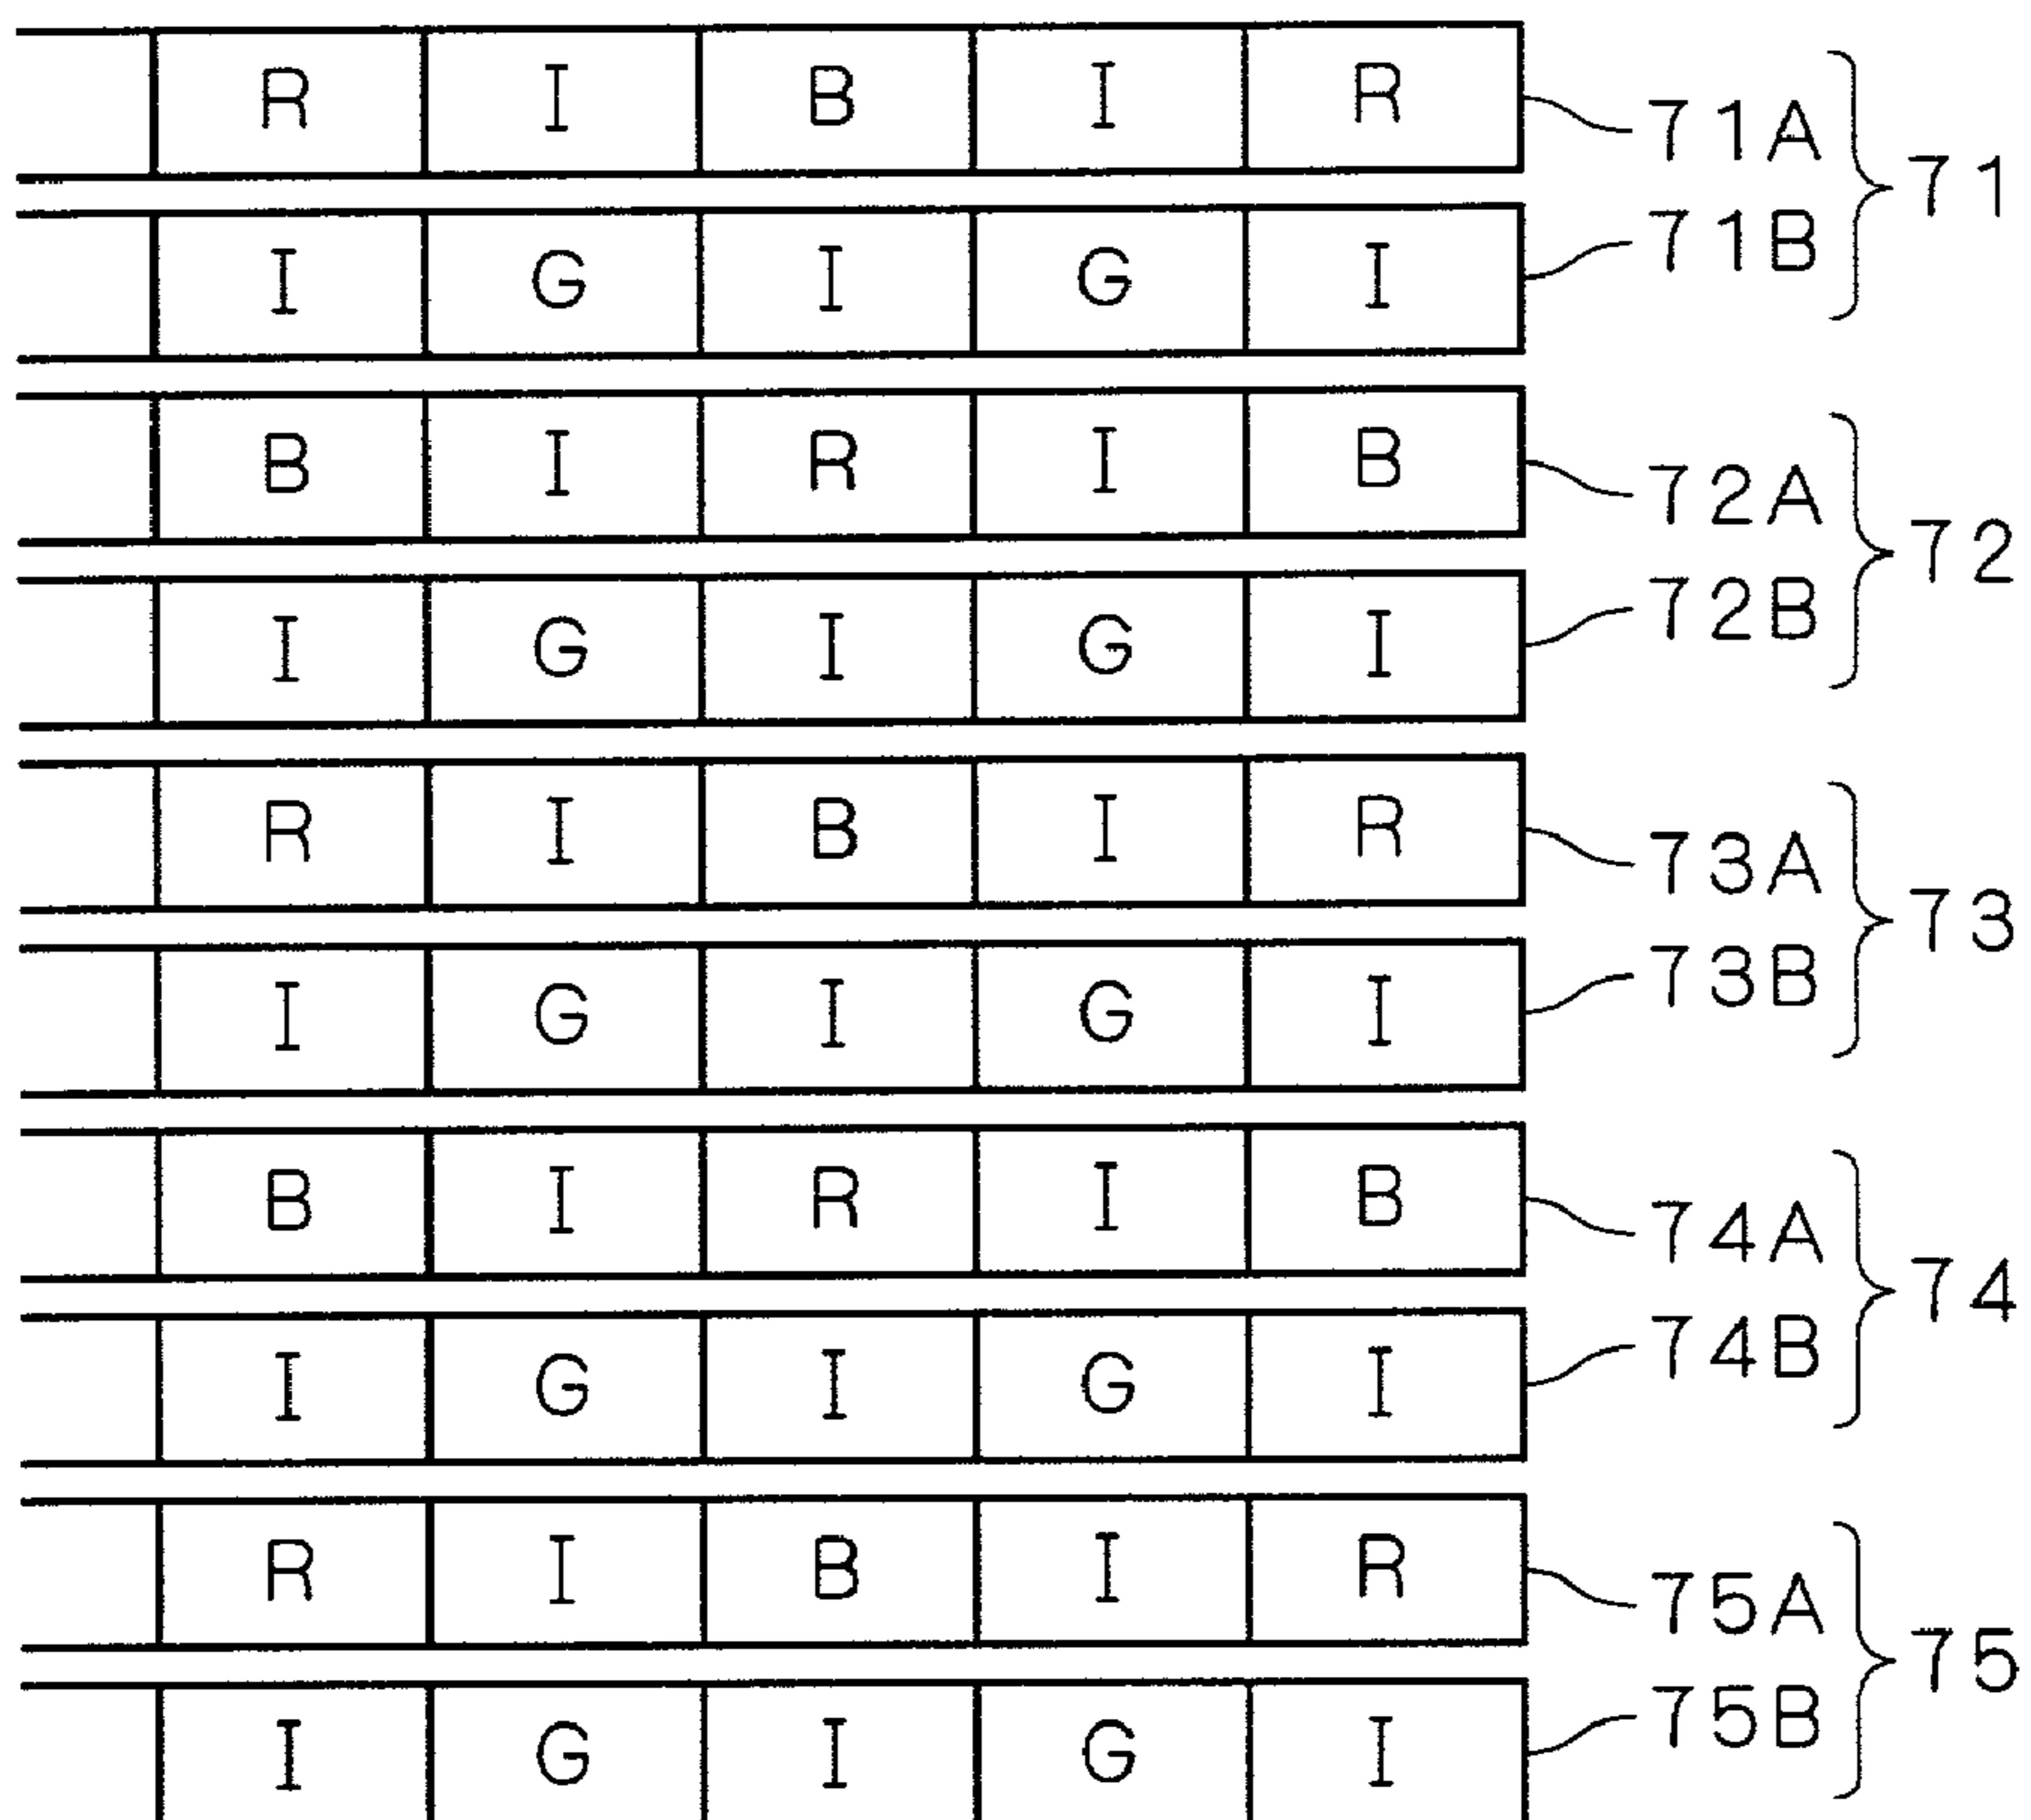 R I B I R 71A
71
I G I G I 71B
B I R I B 72A
72
I G I G I 72B
R I B I R 73A
73
I G I G I 73B
B I R I B 74A
74
I G I G I 74B
R I B I R 75A
75
I G I G I 75B